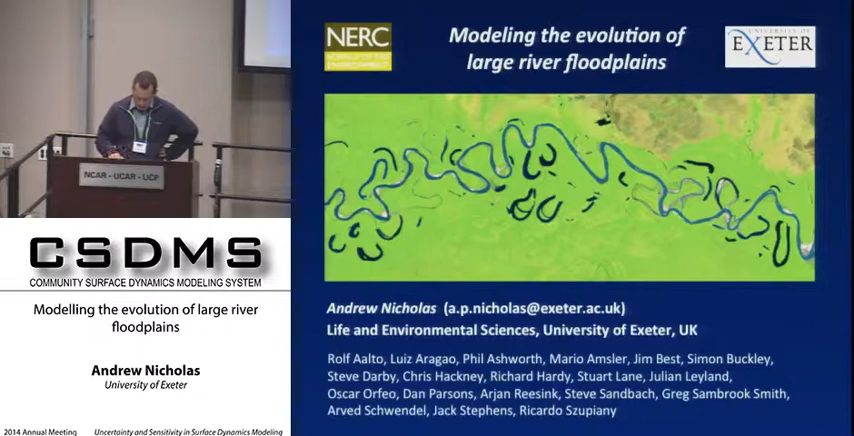 NCAR - UCAR - UCP
CSDMS
COMMUNITY SURFACE DYNAMICS MODELING SYSTEM
Modelling the evolution of large river
floodplains
Andrew Nicholas
University of Exeter
2014 Annual Meeting
Uncertainty and Sensitivity in Surface Dynamics Modeling
NERC
Modeling the evolution of
large river floodplains
UNIVERSITY OF
EXETER
Andrew Nicholas (a.p.nicholas@exeter.ac.uk)
Life and Environmental Sciences, University of Exeter, UK
Rolf Aalto, Luiz Aragao, Phil Ashworth, Mario Amsler, Jim Best, Simon Buckley,
Steve Darby, Chris Hackney, Richard Hardy, Stuart Lane, Julian Leyland,
Oscar Orfeo, Dan Parsons, Arjan Reesink, Steve Sandbach, Greg Sambrook Smith,
Arved Schwendel, Jack Stephens, Ricardo Szupiany